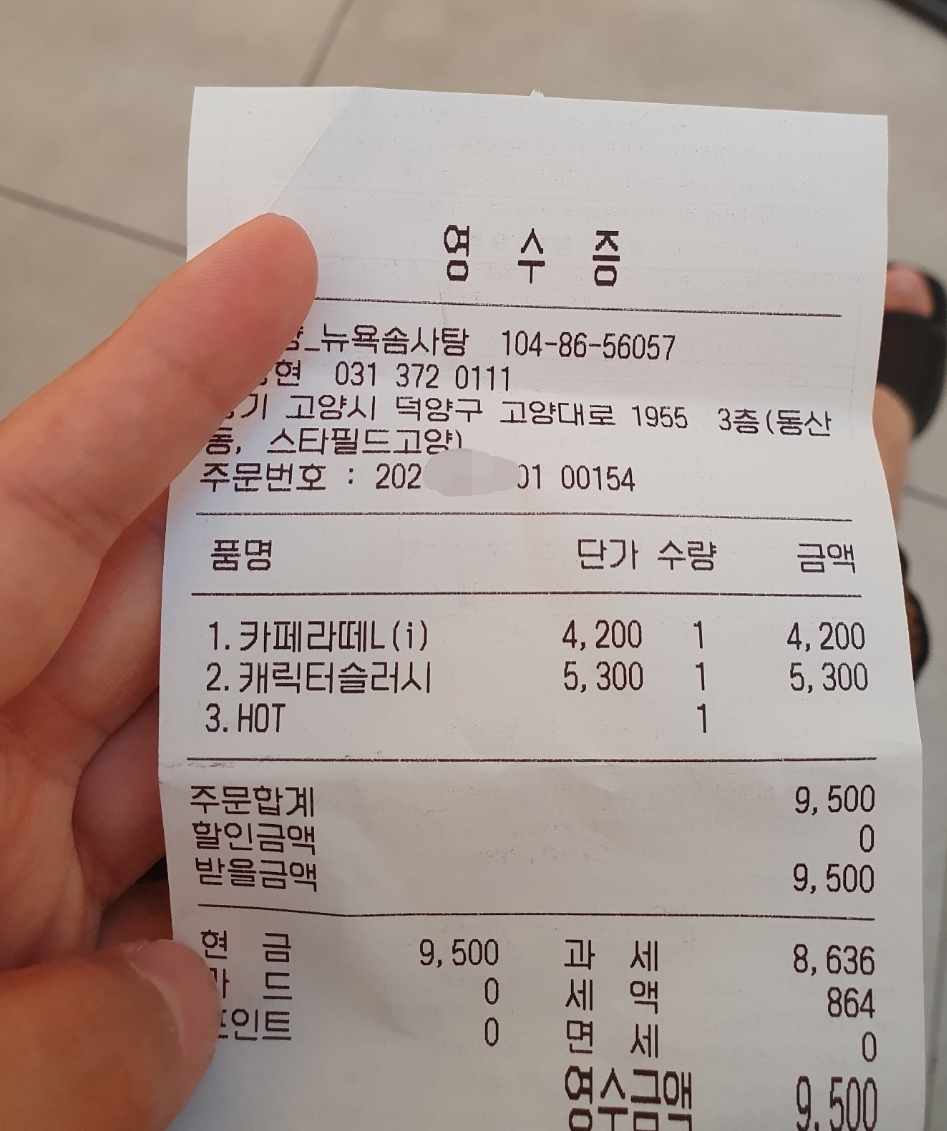 영 수 증
_뉴욕솜사탕 104-86-56057
현 031 372 0111
기 고양시 덕양구 고양대로 1955 3층(동산
동, 스타필드고양)
주문번호 : 202 01 00154
품명 단가 수량 금액
1.카페라떼L(i) 4,200 1 4,200
2.캐릭터슬러시 5,300 1 5,300
3.HOT 1
주문합계 9,500
할인금액 0
받을금액 9,500
현 금 9,500 과 세 8,636
드 0 세 액 864
인트 0 면 세 0
영수금액 9,500